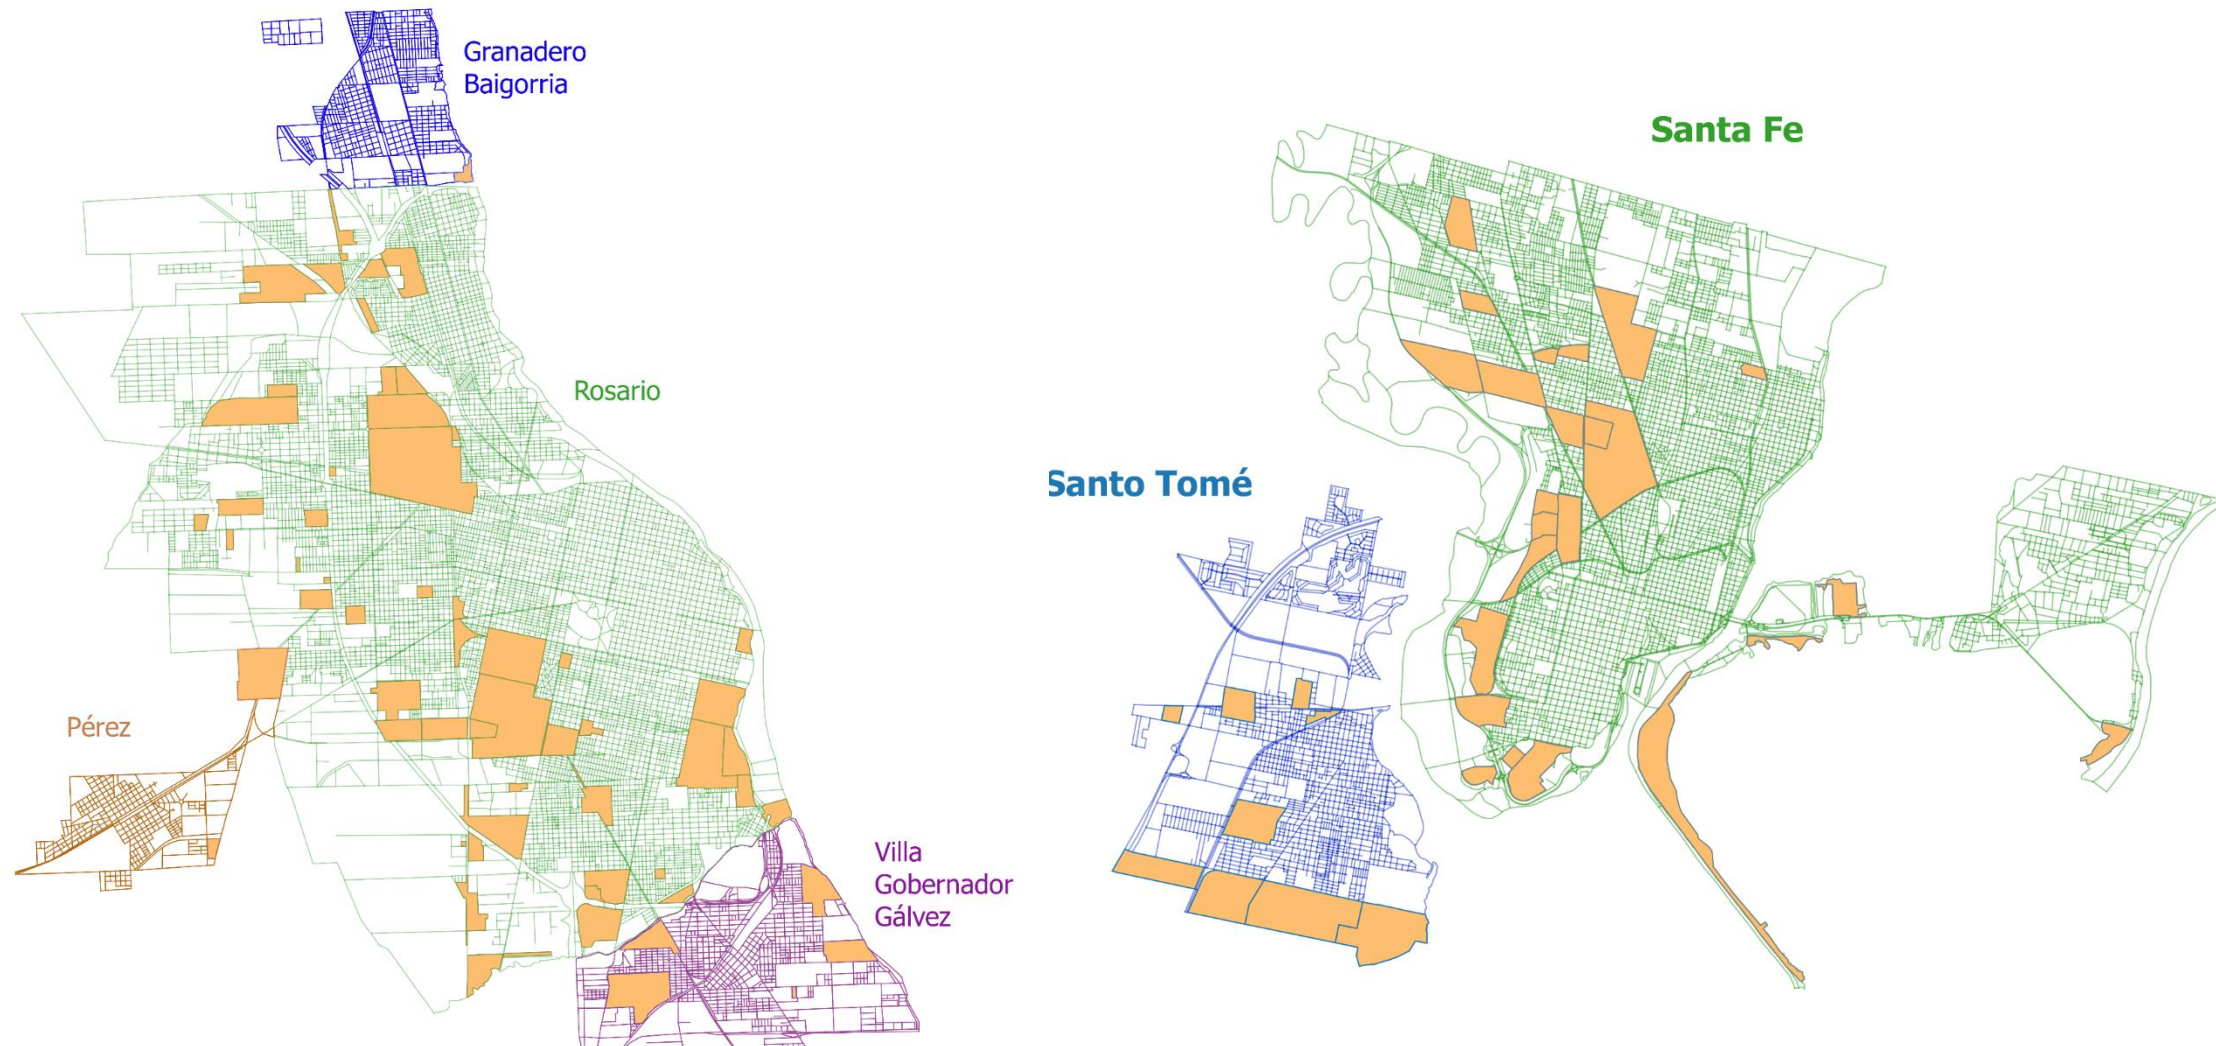 Granadero
Baigorria
Rosario
Pérez
Villa
Gobernador
Gálvez
Santa Fe
Santo Tomé